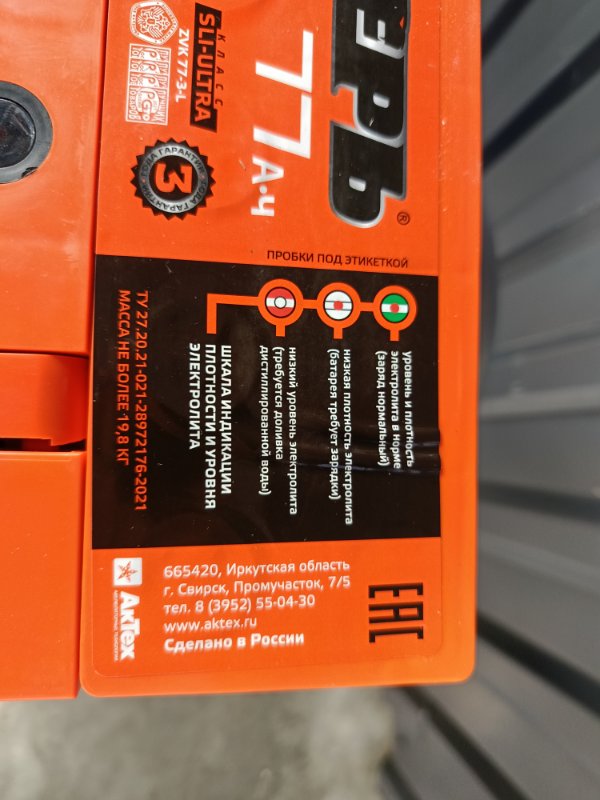 ЭРЬ
®
77 А·Ч
КЛАСС
SLI-ULTRA
ZVK 77-3-L
3
ПРОБКИ ПОД ЭТИКЕТКОЙ
уровень и плотность
электролита в норме
(заряд нормальный)
низкая плотность электролита
(батарея требует зарядки)
низкий уровень электролита
(требуется доливка
дистиллированной воды)
ШКАЛА ИНДИКАЦИИ
ПЛОТНОСТИ И УРОВНЯ
ЭЛЕКТРОЛИТА
ТУ 27.20.21-021-28972176-2021
МАССА НЕ БОЛЕЕ 19,8 КГ
EAC
665420, Иркутская область
г. Свирск, Промучасток, 7/5
тел. 8 (3952) 55-04-30
www.aktex.ru
Сделано в России
АкТех